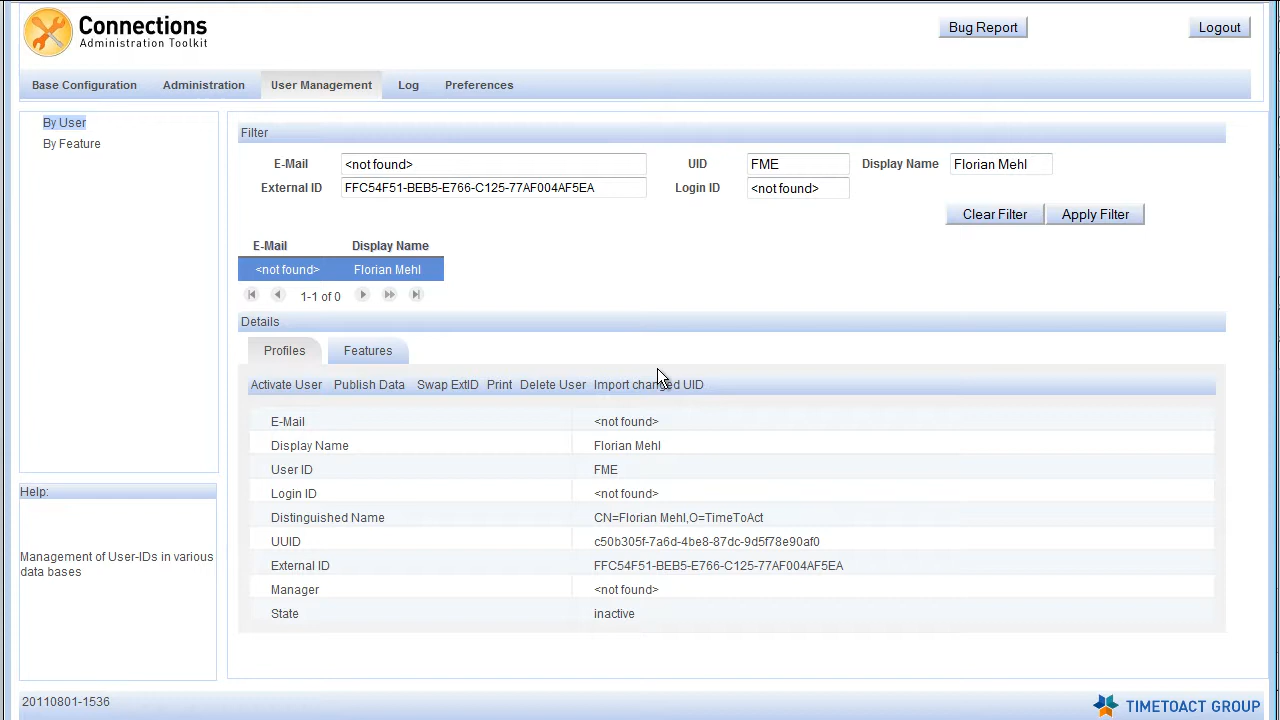 Connections
Administration Toolkit
Bug Report
Logout
Base Configuration
Administration
User Management
Log
Preferences
By User
By Feature
Filter
E-Mail
<not found>
UID
FME
Display Name
Florian Mehl
External ID
FFC54F51-BEB5-E766-C125-77AF004AF5EA
Login ID
<not found>
Clear Filter
Apply Filter
E-Mail
Display Name
<not found>
Florian Mehl
1-1 of 0
Details
Profiles
Features
Activate User
Publish Data
Swap ExtID
Print
Delete User
Import changed UID
E-Mail
<not found>
Display Name
Florian Mehl
User ID
FME
Login ID
<not found>
Distinguished Name
CN=Florian Mehl,O=TimeToAct
UUID
c50b305f-7a6d-4be8-87dc-9d5f78e90af0
External ID
FFC54F51-BEB5-E766-C125-77AF004AF5EA
Manager
<not found>
State
inactive
Help:
Management of User-IDs in various
data bases
20110801-1536
TIMETOACT GROUP